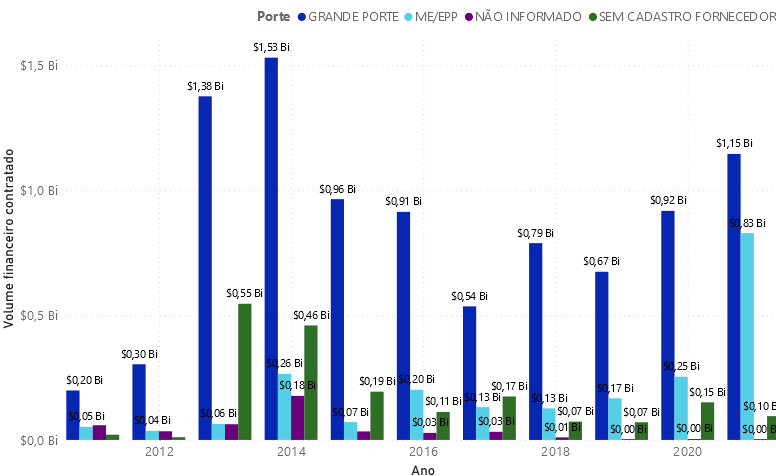 Porte GRANDE PORTE ME/EPP NÃO INFORMADO SEM CADASTRO FORNECEDOR
Volume financeiro contratado
$1,5 Bi
$1,0 Bi
$0,5 Bi
$0,0 Bi
$0,20 Bi
$0,05 Bi
$0,30 Bi
$0,04 Bi
$1,38 Bi
$0,06 Bi
$0,55 Bi
$1,53 Bi
$0,26 Bi
$0,18 Bi
$0,46 Bi
$0,96 Bi
$0,07 Bi
$0,19 Bi
$0,91 Bi
$0,20 Bi
$0,03 Bi
$0,11 Bi
$0,54 Bi
$0,13 Bi
$0,03 Bi
$0,17 Bi
$0,79 Bi
$0,13 Bi
$0,01 Bi
$0,07 Bi
$0,67 Bi
$0,17 Bi
$0,00 Bi
$0,07 Bi
$0,92 Bi
$0,25 Bi
$0,00 Bi
$0,15 Bi
$1,15 Bi
$0,83 Bi
$0,00 B
$0,10 B
2012 2014 2016 2018 2020
Ano